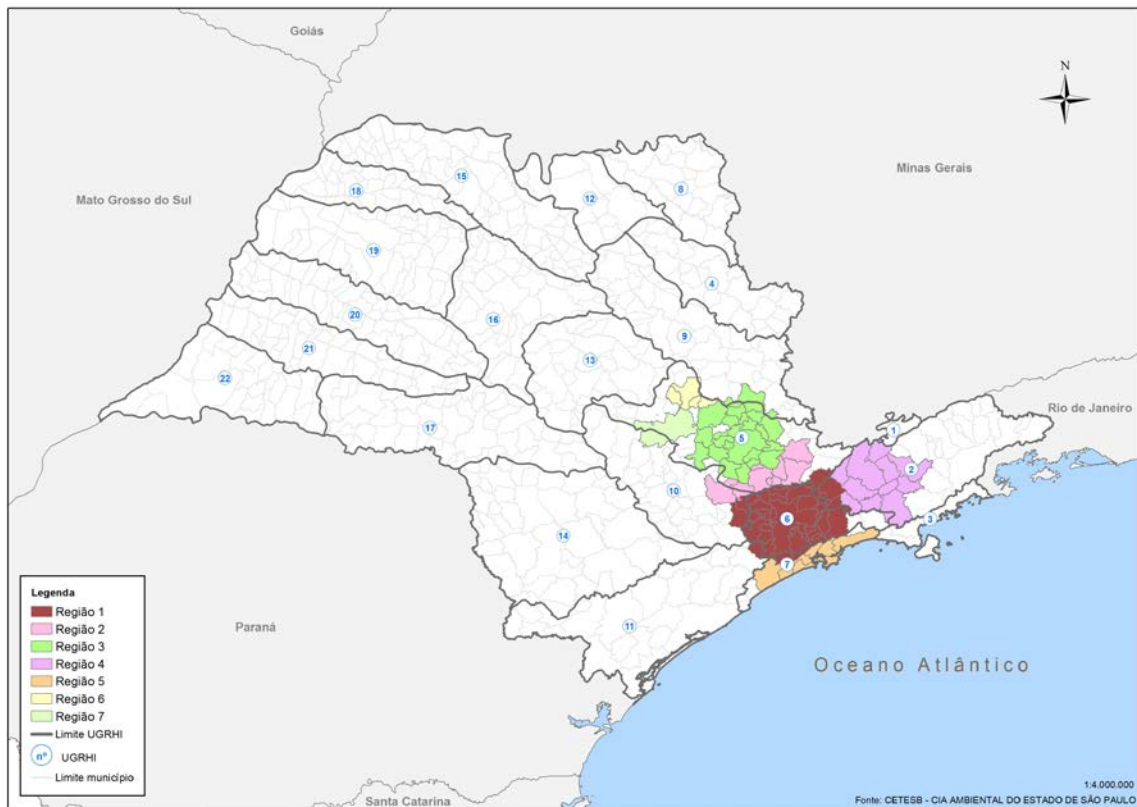 Goiás
N
Minas Gerais
Mato Grosso do Sul
15
18
12
8
19
4
20
16
9
21
13
22
17
Rio de Janeiro
1
5
2
10
6
3
14
7
11
Paraná
Oceano Atlântico
Santa Catarina
Legenda
Região 1
Região 2
Região 3
Região 4
Região 5
Região 6
Região 7
Limite UGRHI
nº UGRHI
Limite município
1:4.000.000
Fonte: CETESB - CIA AMBIENTAL DO ESTADO DE SÃO PAULO